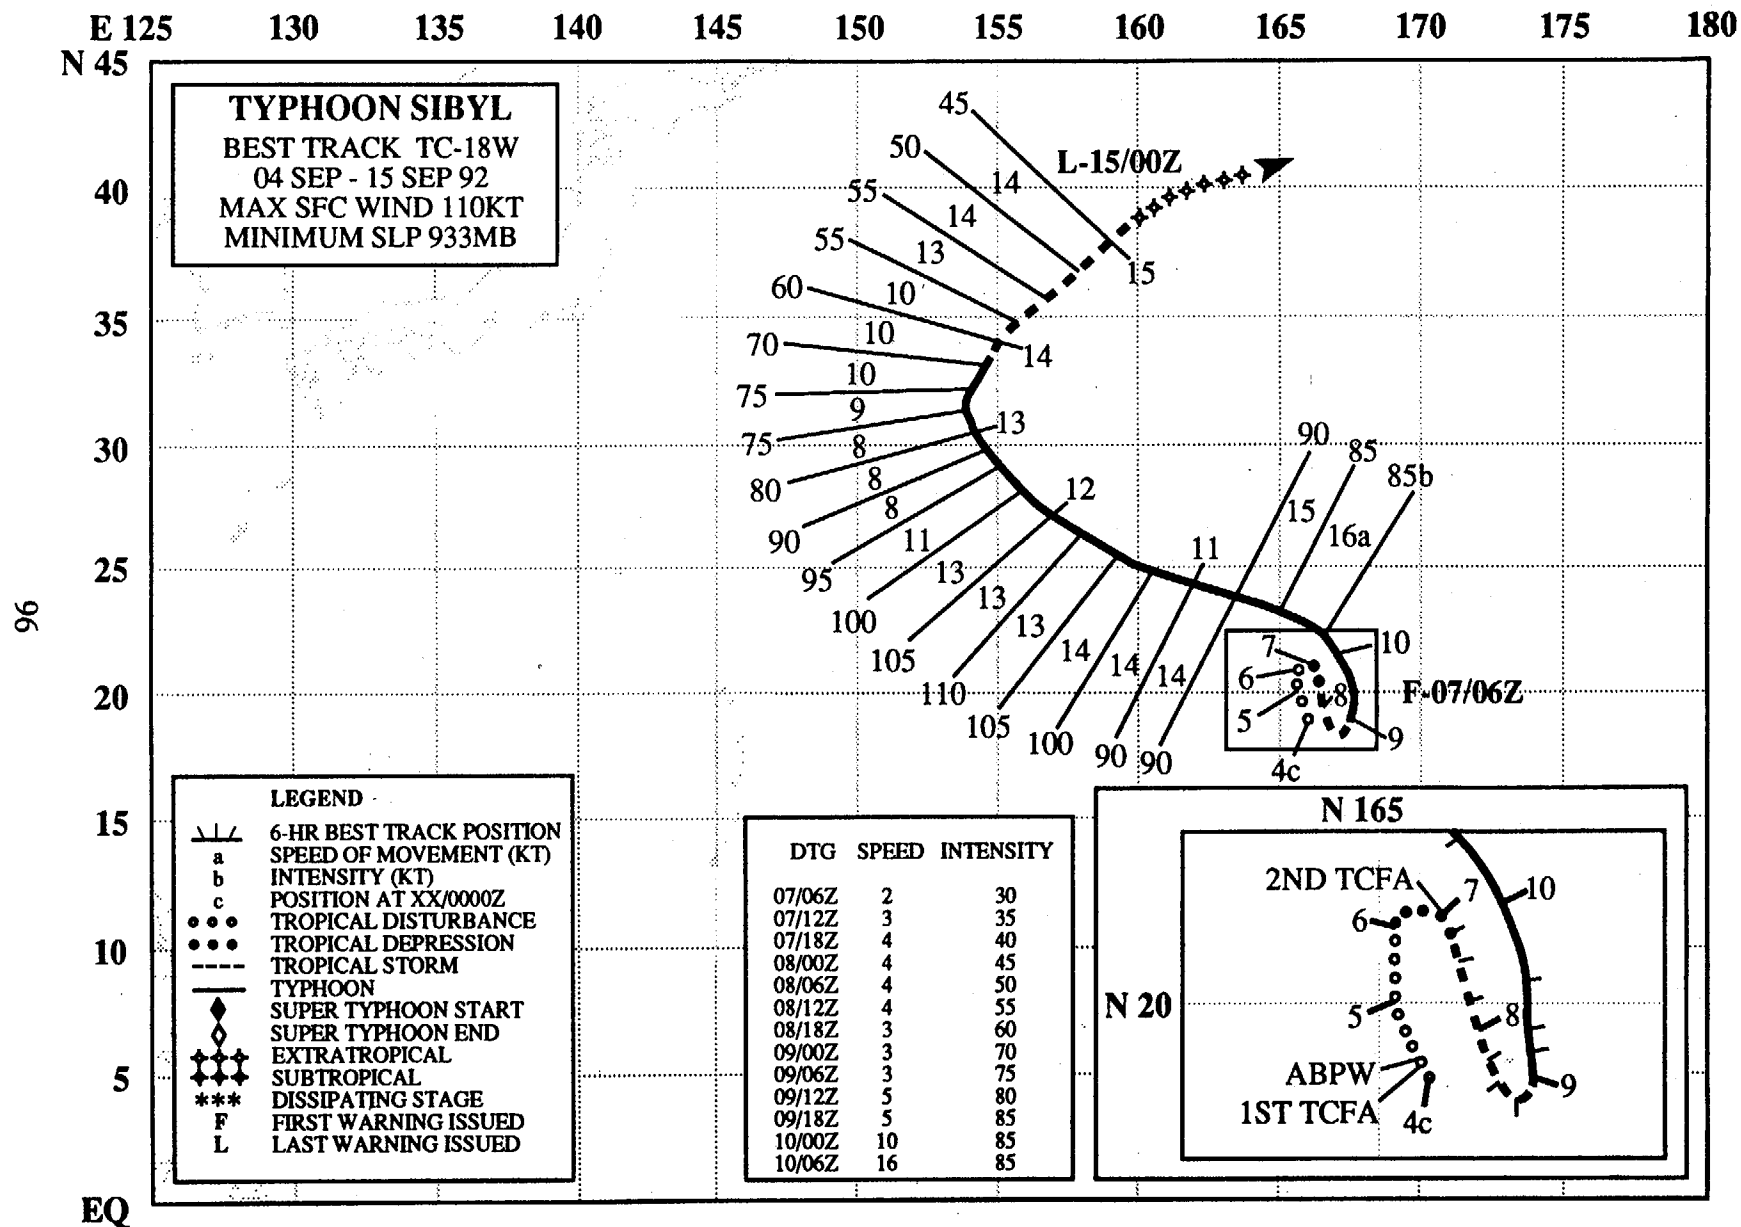 E 125 130 135 140 145 150 155 160 165 170 175 180
N 45
40
35
30
25
20
15
10
5
EQ
96
TYPHOON SIBYL
BEST TRACK TC-18W
04 SEP - 15 SEP 92
MAX SFC WIND 110KT
MINIMUM SLP 933MB
45
50
L-15/00Z
14
55
14
55
13
15
60
10
70
10
14
75
10
9
75
13
8
80
8
90
8
95
11
12
100
13
105
13
110
13
105
14
100
14
90
14
90
11
90
85
85b
15
16a
7
10
6
8
F-07/06Z
5
9
4c
LEGEND
6-HR BEST TRACK POSITION
a SPEED OF MOVEMENT (KT)
b INTENSITY (KT)
c POSITION AT XX/0000Z
TROPICAL DISTURBANCE
TROPICAL DEPRESSION
TROPICAL STORM
TYPHOON
SUPER TYPHOON START
SUPER TYPHOON END
EXTRATROPICAL
SUBTROPICAL
*** DISSIPATING STAGE
F FIRST WARNING ISSUED
L LAST WARNING ISSUED
DTG SPEED INTENSITY
07/06Z 2 30
07/12Z 3 35
07/18Z 4 40
08/00Z 4 45
08/06Z 4 50
08/12Z 4 55
08/18Z 3 60
09/00Z 3 70
09/06Z 3 75
09/12Z 5 80
09/18Z 5 85
10/00Z 10 85
10/06Z 16 85
N 165
2ND TCFA
7
10
6
N 20
5
8
ABPW
9
1ST TCFA
4c